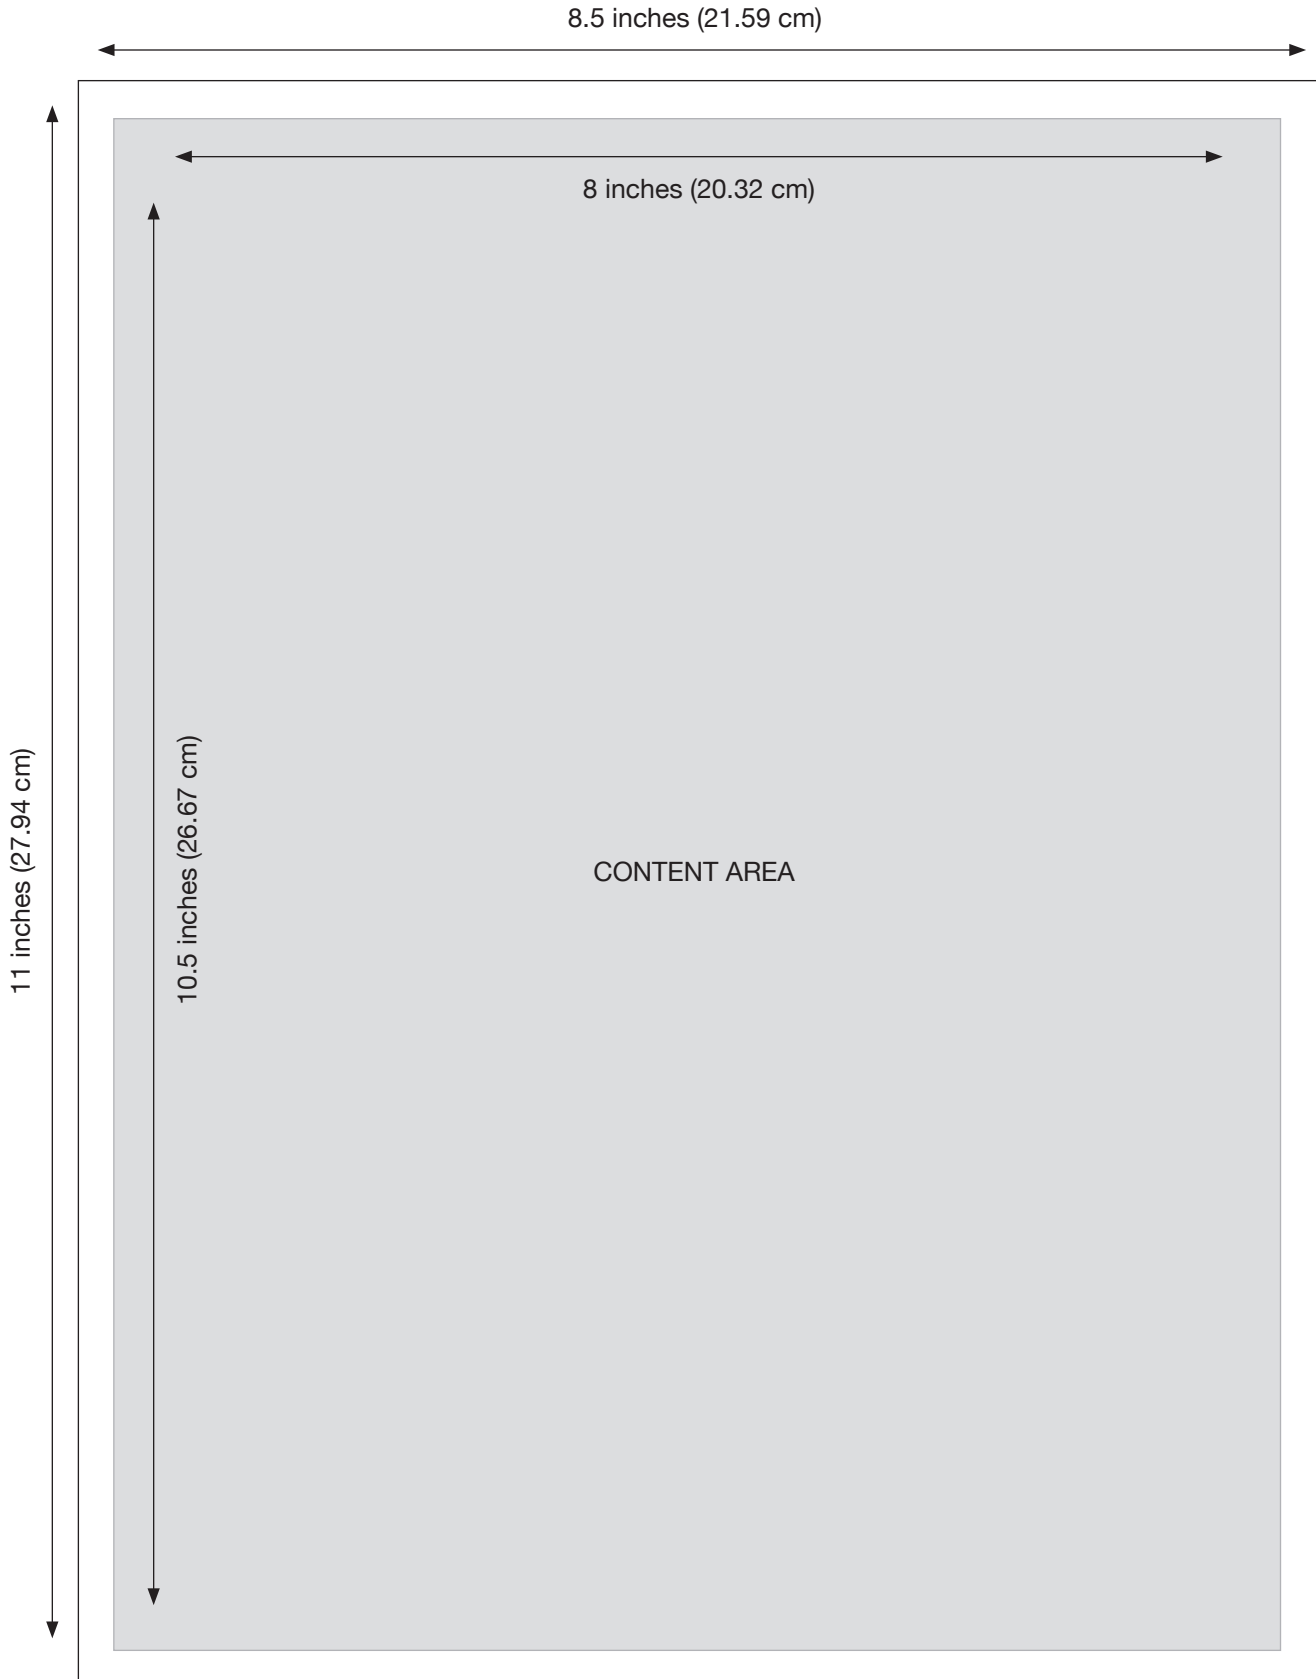 8.5 inches (21.59 cm)
8 inches (20.32 cm)
11 inches (27.94 cm)
10.5 inches (26.67 cm)
CONTENT AREA